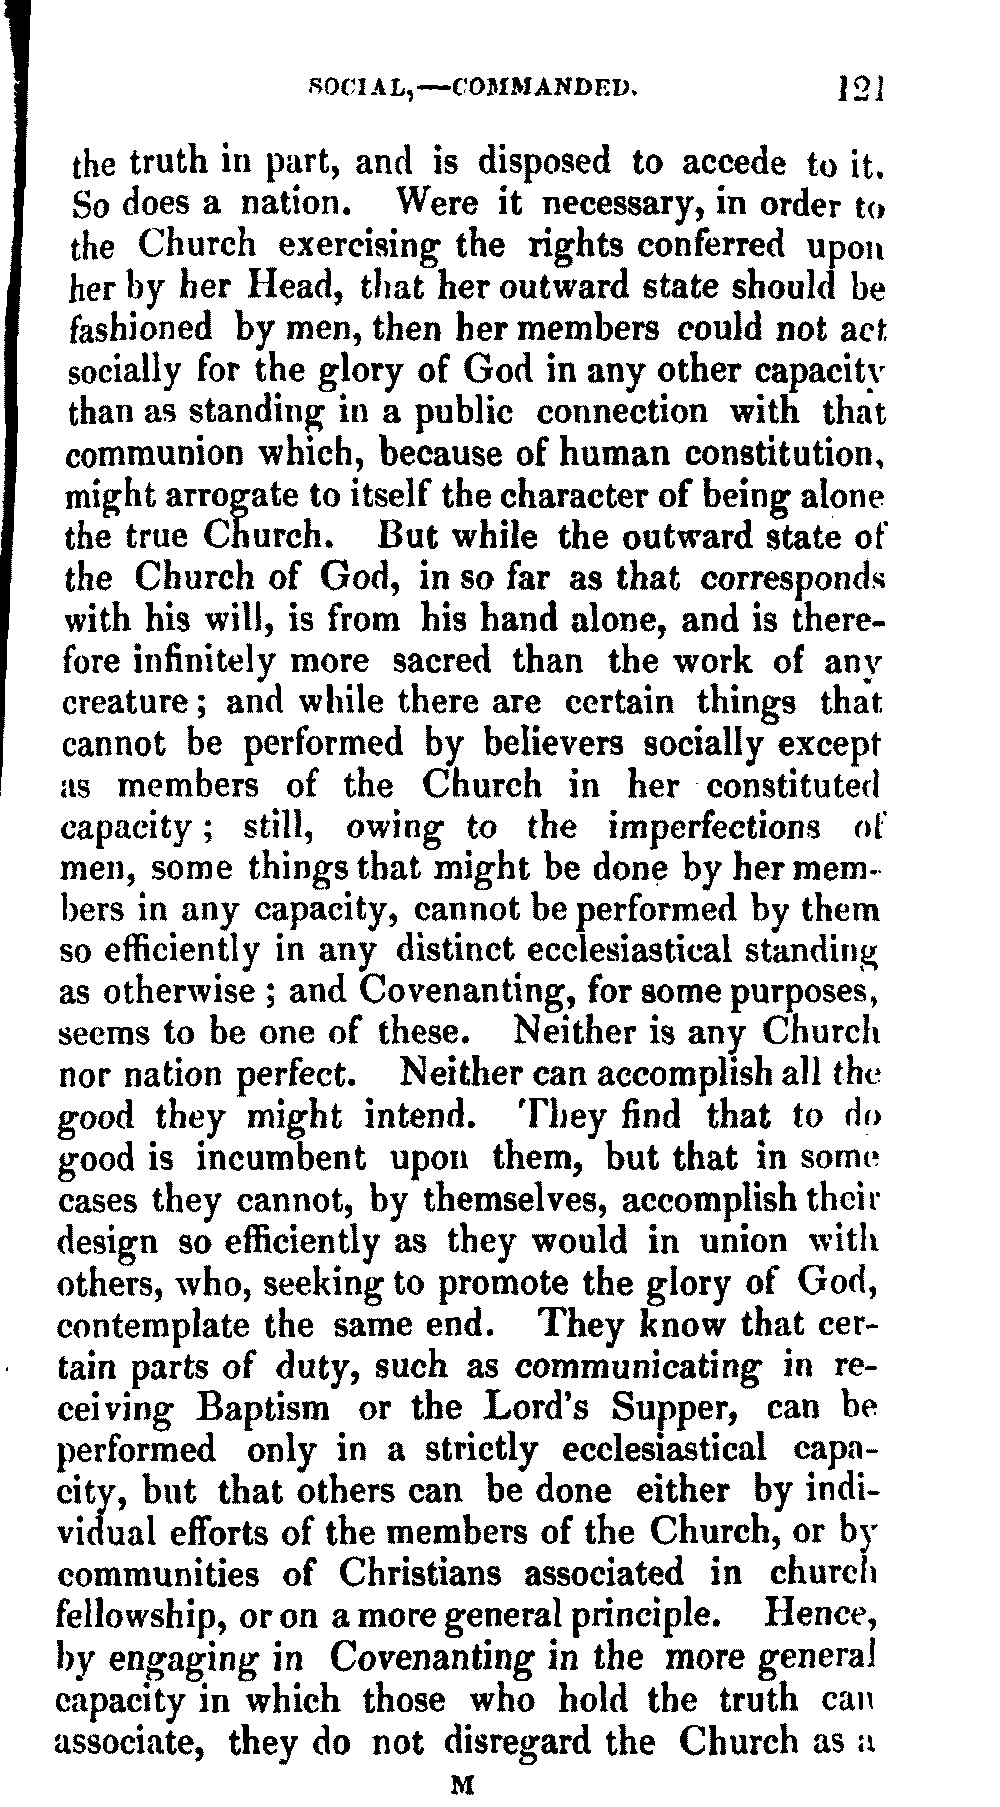 SOCIAL,—COMMANDED. 121
the truth in part, and is disposed to accede to it.
So does a nation. Were it necessary, in order to
the Church exercising the rights conferred upon
her by her Head, that her outward state should be
fashioned by men, then her members could not act
socially for the glory of God in any other capacity
than as standing in a public connection with that
communion which, because of human constitution,
might arrogate to itself the character of being alone
the true Church. But while the outward state of
the Church of God, in so far as that corresponds
with his will, is from his hand alone, and is there-
fore infinitely more sacred than the work of any
creature; and while there are certain things that
cannot be performed by believers socially except
as members of the Church in her constituted
capacity; still, owing to the imperfections of
men, some things that might be done by her mem-
bers in any capacity, cannot be performed by them
so efficiently in any distinct ecclesiastical standing
as otherwise; and Covenanting, for some purposes,
seems to be one of these. Neither is any Church
nor nation perfect. Neither can accomplish all the
good they might intend. They find that to do
good is incumbent upon them, but that in some
cases they cannot, by themselves, accomplish their
design so efficiently as they would in union with
others, who, seeking to promote the glory of God,
contemplate the same end. They know that cer-
tain parts of duty, such as communicating in re-
ceiving Baptism or the Lord's Supper, can be
performed only in a strictly ecclesiastical capa-
city, but that others can be done either by indi-
vidual efforts of the members of the Church, or by
communities of Christians associated in church
fellowship, or on a more general principle. Hence,
by engaging in Covenanting in the more general
capacity in which those who hold the truth can
associate, they do not disregard the Church as a
M